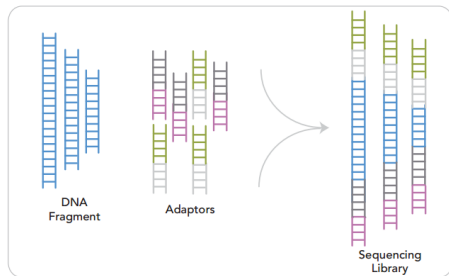 DNA
Fragment
Adaptors
Sequencing
Library